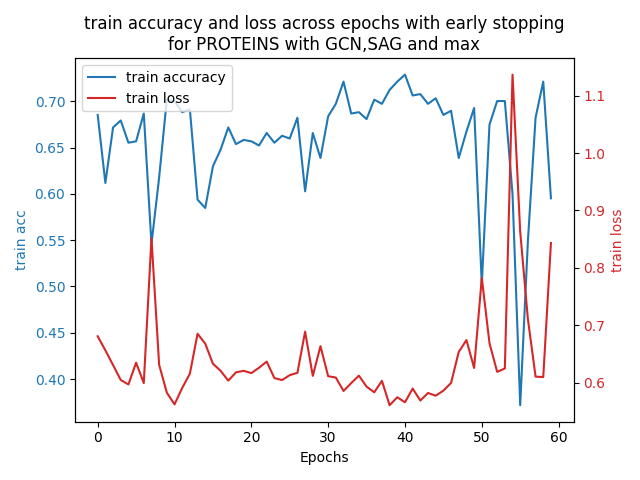 train accuracy and loss across epochs with early stopping
for PROTEINS with GCN,SAG and max
train accuracy
train loss
0.70
0.65
0.60
0.55
0.50
0.45
0.40
train acc
1.1
1.0
0.9
0.8
0.7
0.6
train loss
0 10 20 30 40 50 60
Epochs